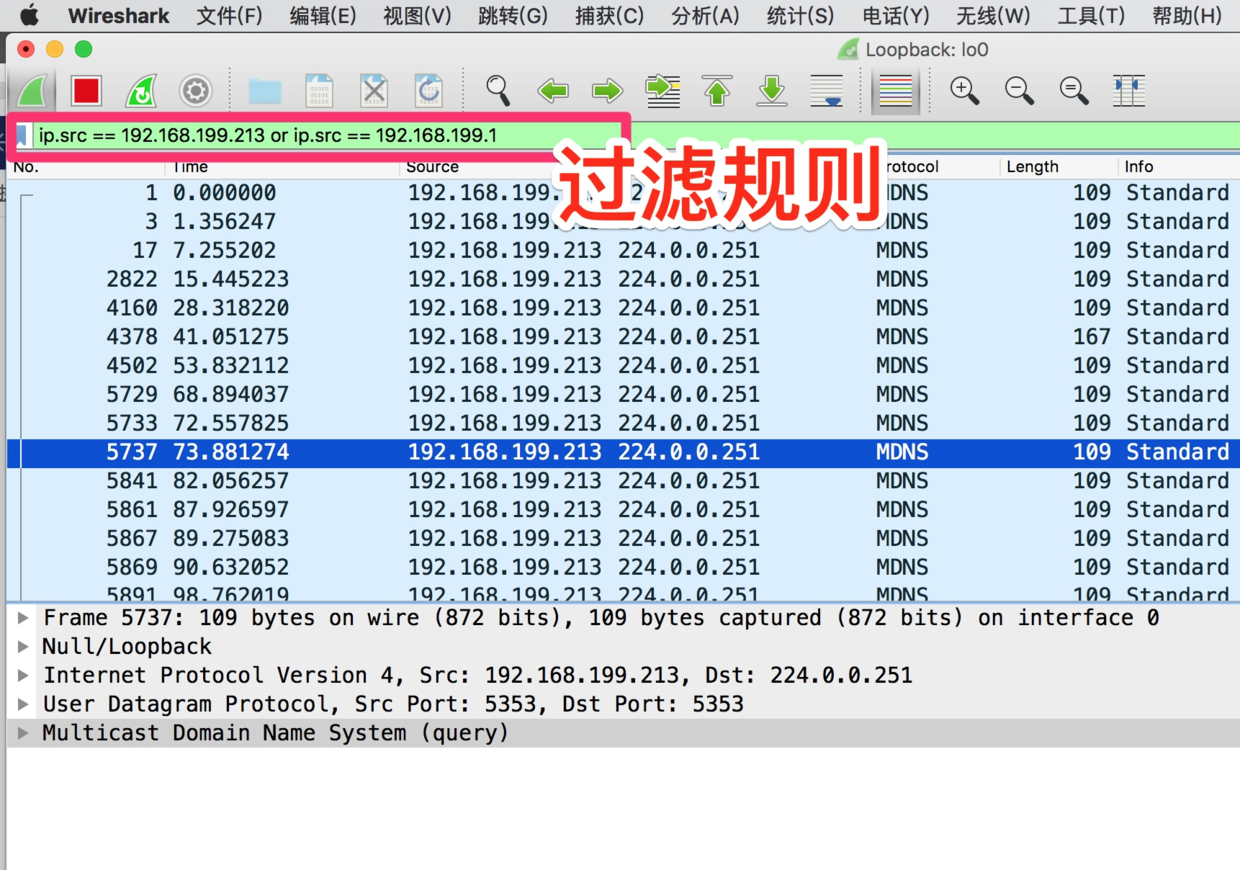 Wireshark 文件(F) 编辑(E) 视图(V) 跳转(G) 捕获(C) 分析(A) 统计(S) 电话(Y) 无线(W) 工具(T) 帮助(H)
Loopback: lo0
ip.src == 192.168.199.213 or ip.src == 192.168.199.1
过滤规则
No. Time Source Length Info
1 0.000000 192.168.199. MDNS 109 Standard
3 1.356247 192.168.199. MDNS 109 Standard
17 7.255202 192.168.199.213 224.0.0.251 MDNS 109 Standard
2822 15.445223 192.168.199.213 224.0.0.251 MDNS 109 Standard
4160 28.318220 192.168.199.213 224.0.0.251 MDNS 109 Standard
4378 41.051275 192.168.199.213 224.0.0.251 MDNS 167 Standard
4502 53.832112 192.168.199.213 224.0.0.251 MDNS 109 Standard
5729 68.894037 192.168.199.213 224.0.0.251 MDNS 109 Standard
5733 72.557825 192.168.199.213 224.0.0.251 MDNS 109 Standard
5737 73.881274 192.168.199.213 224.0.0.251 MDNS 109 Standard
5841 82.056257 192.168.199.213 224.0.0.251 MDNS 109 Standard
5861 87.926597 192.168.199.213 224.0.0.251 MDNS 109 Standard
5867 89.275083 192.168.199.213 224.0.0.251 MDNS 109 Standard
5869 90.632052 192.168.199.213 224.0.0.251 MDNS 109 Standard
5891 98.762019 192.168.199.213 224.0.0.251 MDNS 109 Standard
Frame 5737: 109 bytes on wire (872 bits), 109 bytes captured (872 bits) on interface 0
Null/Loopback
Internet Protocol Version 4, Src: 192.168.199.213, Dst: 224.0.0.251
User Datagram Protocol, Src Port: 5353, Dst Port: 5353
Multicast Domain Name System (query)